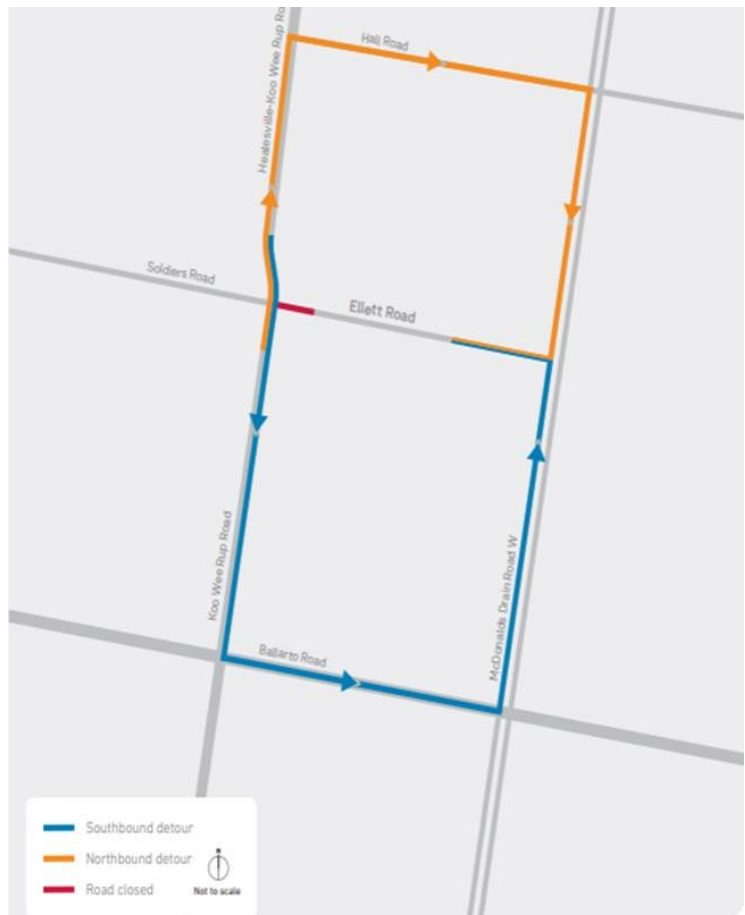 Hall Road
Healesville-Koo Wee Rup Ro
Soldiers Road
Ellett Road
Koo Wee Rup Road
McDonalds Drain Road W
Ballarto Road
Southbound detour
Northbound detour
Road closed
Not to scale